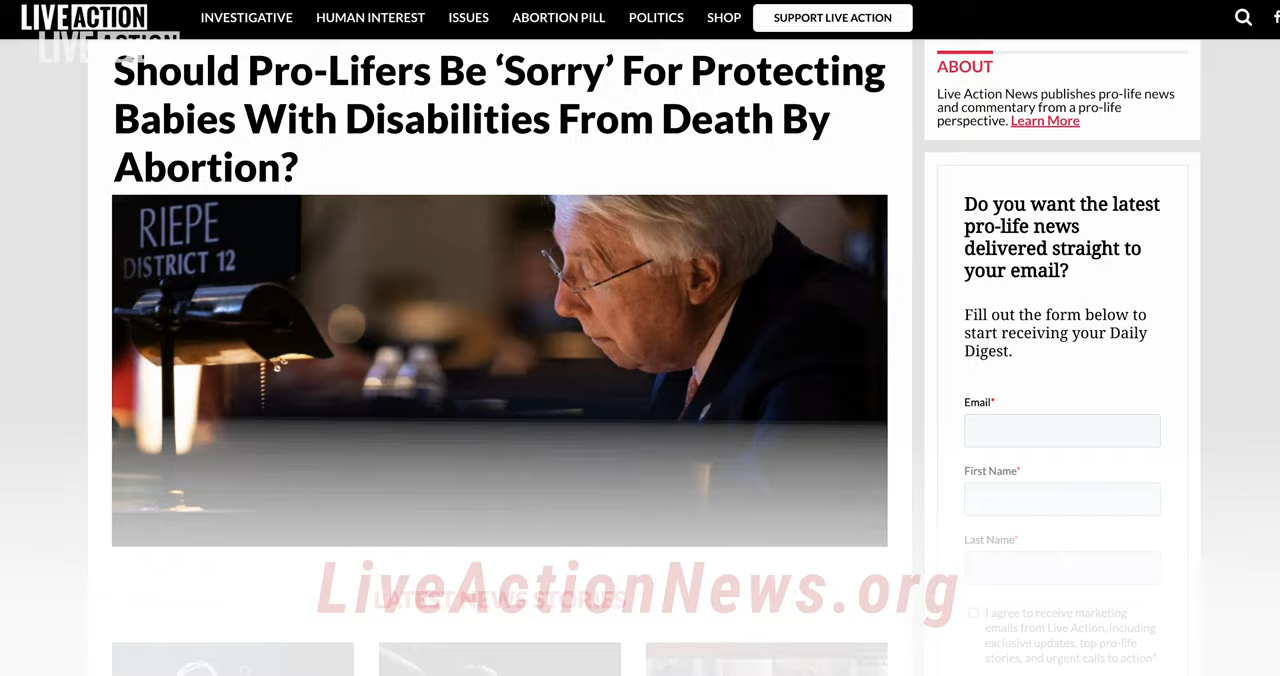 LIVE ACTION
INVESTIGATIVE HUMAN INTEREST ISSUES ABORTION PILL POLITICS SHOP SUPPORT LIVE ACTION
LIVE ACTION
Should Pro-Lifers Be ‘Sorry’ For Protecting
Babies With Disabilities From Death By
Abortion?
RIEPE
DISTRICT 12
LiveActionNews.org
LATEST NEWS STORIES
ABOUT
Live Action News publishes pro-life news
and commentary from a pro-life
perspective. Learn More
Do you want the latest
pro-life news
delivered straight to
your email?
Fill out the form below to
start receiving your Daily
Digest.
Email*
First Name*
Last Name*
I agree to receive marketing
emails from Live Action, including
exclusive updates, top pro-life
stories, and urgent calls to action*